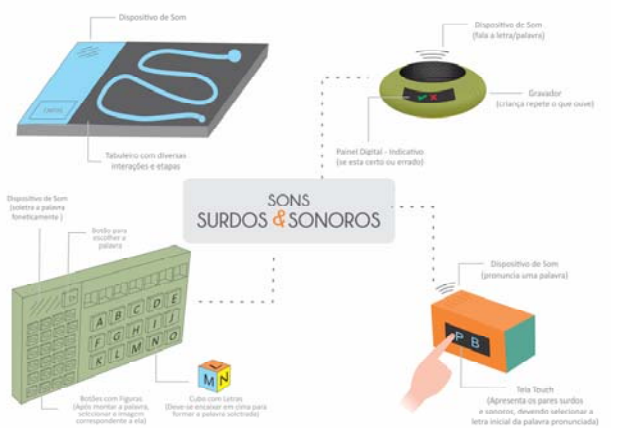 Dispositivo de Som
CARTAS
Tabuleiro com diversas
interações e etapas
Dispositivo de Som
(fala a letra/palavra)
Gravador
(criança repete o que ouve)
Painel Digital - Indicativo
(se esta certo ou errado)
SONS
SURDOS & SONOROS
Dispositivo de Som
(soletra a palavra
foneticamente )
Botão para
escolher a
palavra
A B C D E
F G H I J
K L M N O
L
M N
Botões com Figuras
(Após montar a palavra,
selecionar a imagem
correspondente a ela)
Cubo com Letras
(Deve-se encaixar em cima para
formar a palavra solicitada)
Dispositivo de Som
(pronuncia uma palavra)
P B
Tela Touch
(Apresenta os pares surdos
e sonoros, devendo selecionar a
letra inicial da palavra pronunciada)